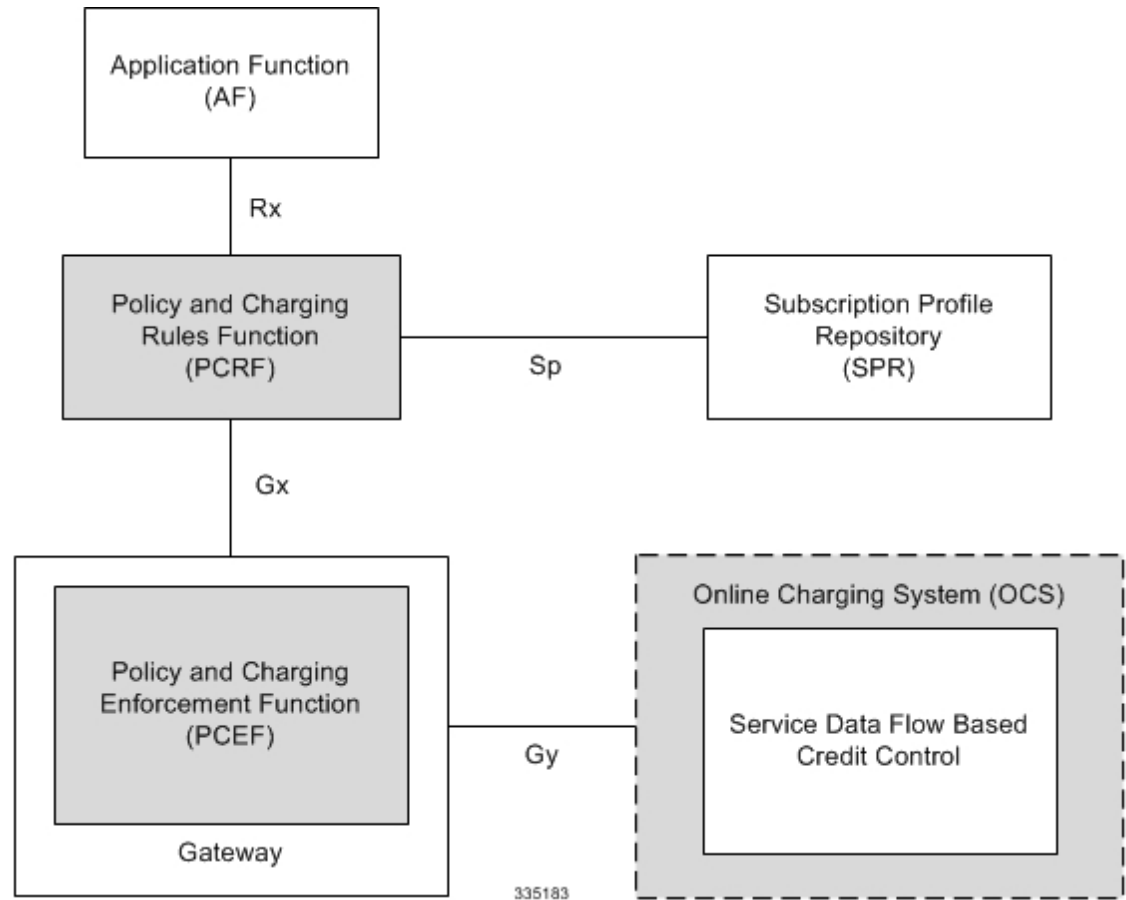 Application Function
(AF)
Rx
Policy and Charging
Rules Function
(PCRF)
Sp
Subscription Profile
Repository
(SPR)
Gx
Policy and Charging
Enforcement Function
(PCEF)
Gateway
Gy
Online Charging System (OCS)
Service Data Flow Based
Credit Control
335183